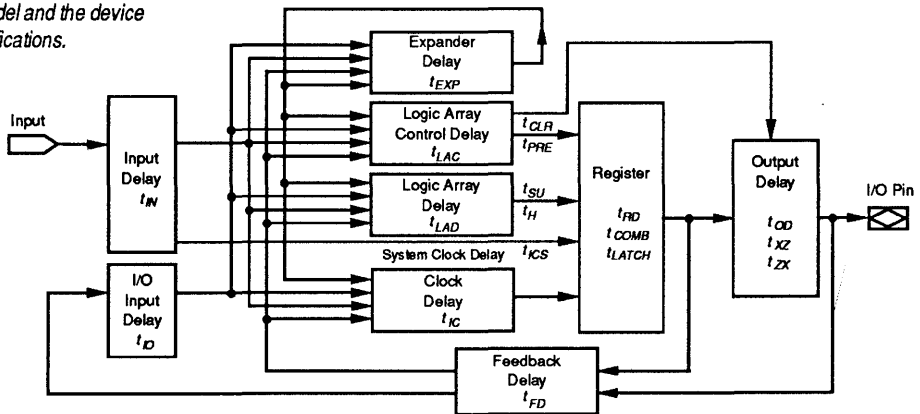 del and the device
fications.
Input
Input
Delay
tIN
I/O
Input
Delay
tIO
Expander
Delay
tEXP
Logic Array
Control Delay
tLAC
tCLR
tPRE
Logic Array
Delay
tLAD
tSU
tH
System Clock Delay
tICS
Clock
Delay
tIC
Register
tRD
tCOMB
tLATCH
Output
Delay
tOD
tXZ
tZX
I/O Pin
Feedback
Delay
tFD